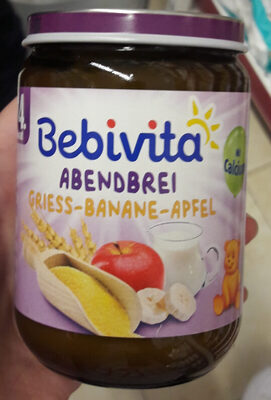 4.
Bebivita
ABENDBREI
GRIESS-BANANE-APFEL